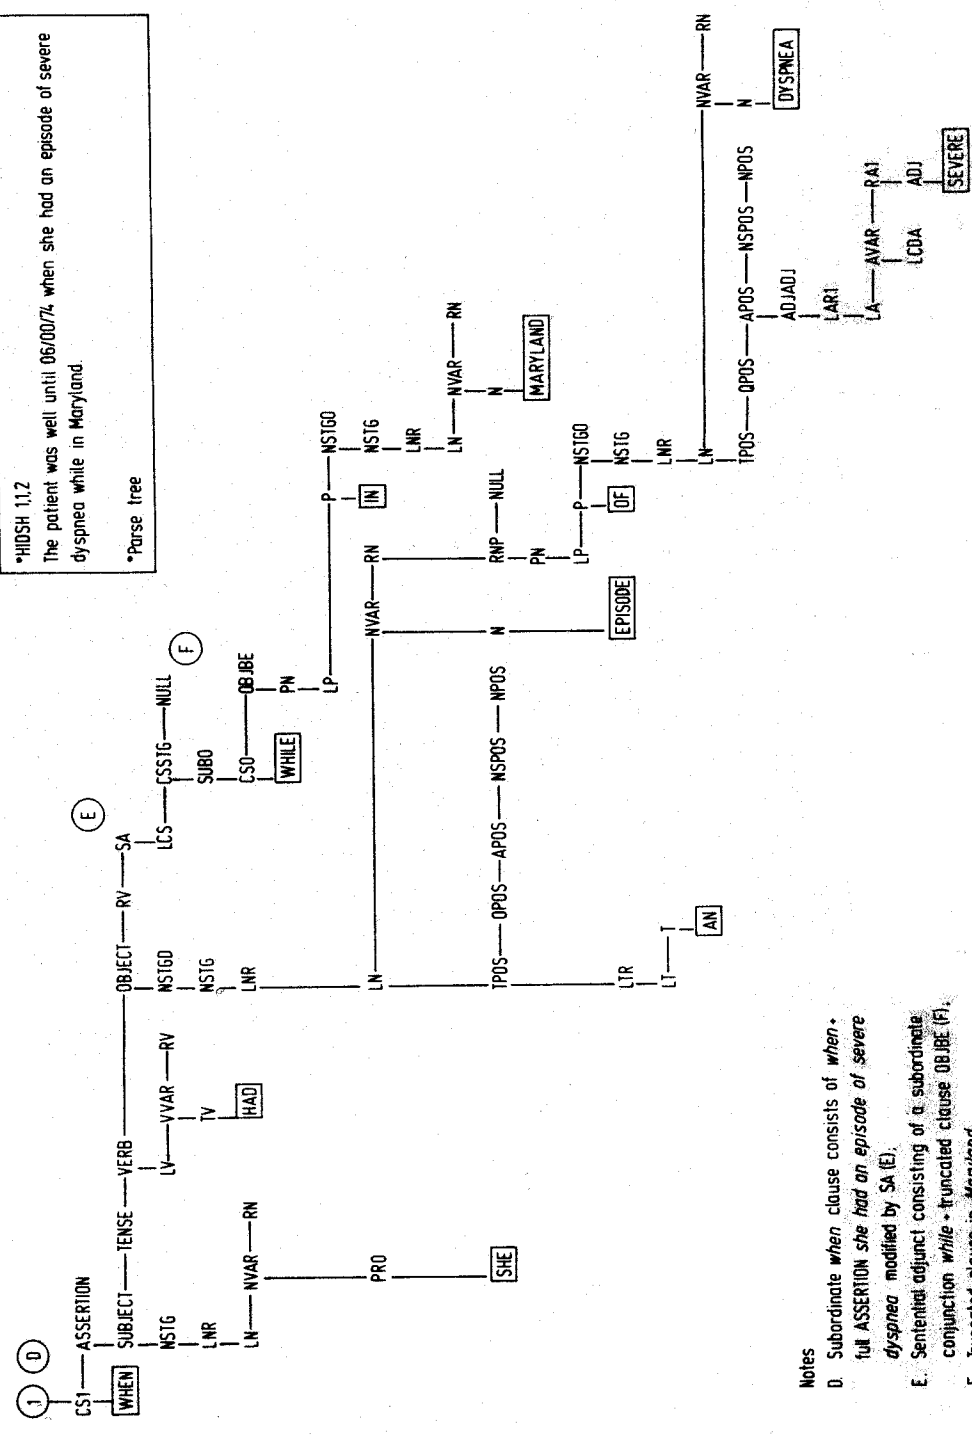 *HIDSH 1.1.2
The patient was well until 06/00/74 when she had an episode of severe
dyspnea while in Maryland.
*Parse tree
1 D
CS1 ASSERTION E
WHEN SUBJECT TENSE VERB OBJECT RV SA
NSTG LV VVAR RV NSTGO LCS CSSTG NULL F
LNR TV NSTG SUBO
LN NVAR RN HAD LNR CSO OBJBE
WHILE PN
LP P NSTGO
PRO LN NVAR RN IN NSTG
LNR
LN NVAR RN
SHE TPOS QPOS APOS NSPOS NPOS N RNP NULL N
PN MARYLAND
LP P NSTGO
LTR EPISODE OF NSTG
LT T LNR
AN LN NVAR RN
TPOS QPOS APOS NSPOS NPOS N
ADJADJ DYSPNEA
LAR1
LA AVAR RA1
LCDA ADJ
SEVERE
Notes
D. Subordinate when clause consists of when +
full ASSERTION she had an episode of severe
dyspnea modified by SA (E).
E. Sentential adjunct consisting of a subordinate
conjunction while + truncated clause OBJBE (F).